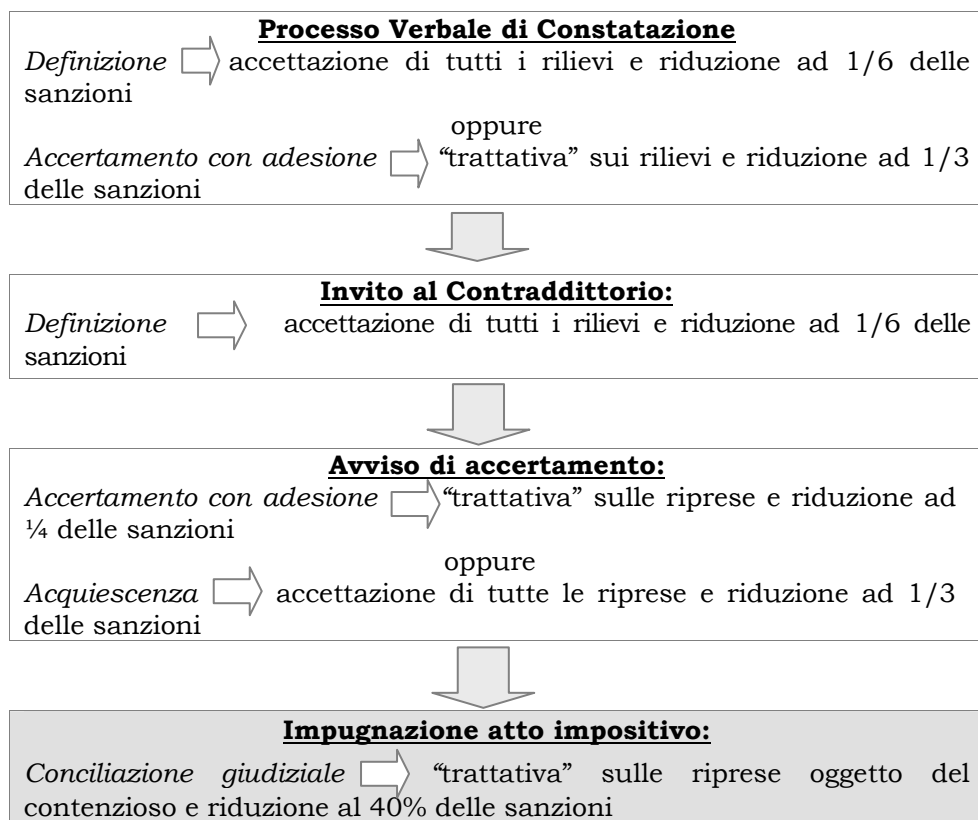 Processo Verbale di Constatazione
Definizione accettazione di tutti i rilievi e riduzione ad 1/6 delle
sanzioni
oppure
Accertamento con adesione “trattativa” sui rilievi e riduzione ad 1/3
delle sanzioni
Invito al Contraddittorio:
Definizione accettazione di tutti i rilievi e riduzione ad 1/6 delle
sanzioni
Avviso di accertamento:
Accertamento con adesione “trattativa” sulle riprese e riduzione ad
¼ delle sanzioni
oppure
Acquiescenza accettazione di tutte le riprese e riduzione ad 1/3
delle sanzioni
Impugnazione atto impositivo:
Conciliazione giudiziale “trattativa” sulle riprese oggetto del
contenzioso e riduzione al 40% delle sanzioni